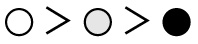 ○ > ○ > ●